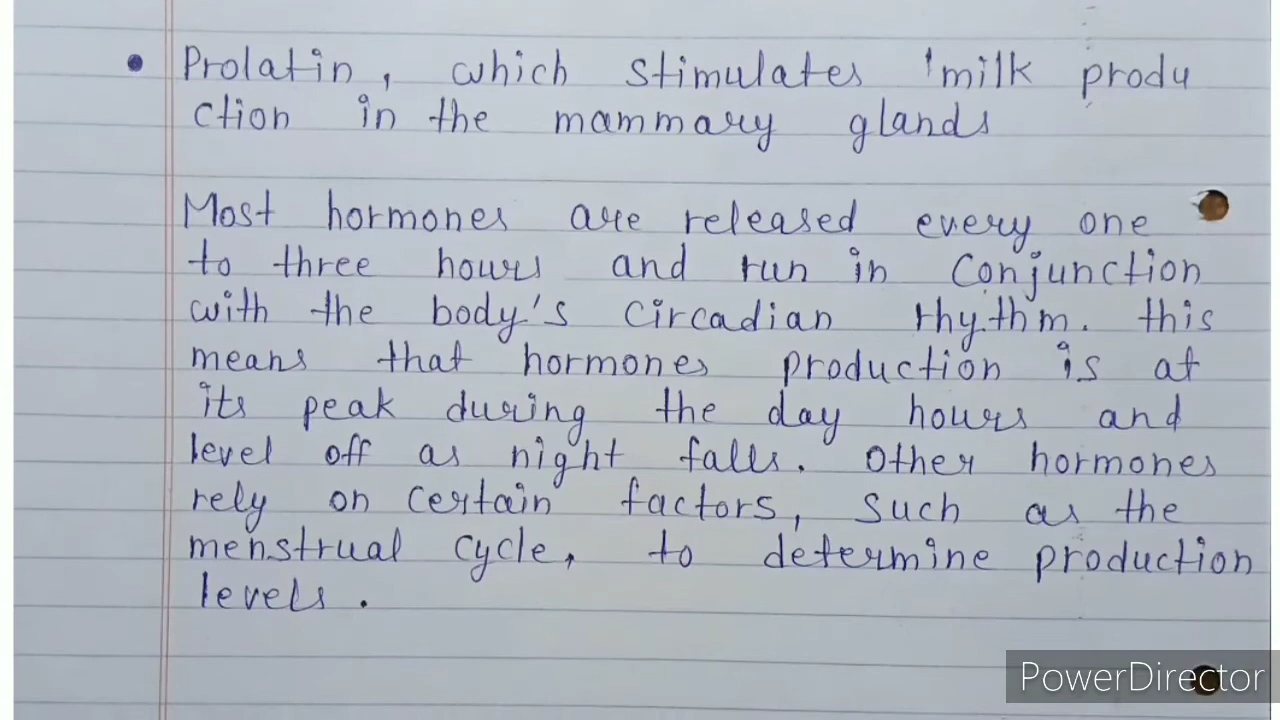 • Prolatin, which stimulates milk produ
ction in the mammary glands
Most hormones are released every one
to three hours and run in Conjunction
with the body's circadian rhythm. this
means that hormones production is at
its peak during the day hours and
level off as night falls. Other hormones
rely on certain factors, such as the
menstrual cycle, to determine production
levels.
PowerDirector